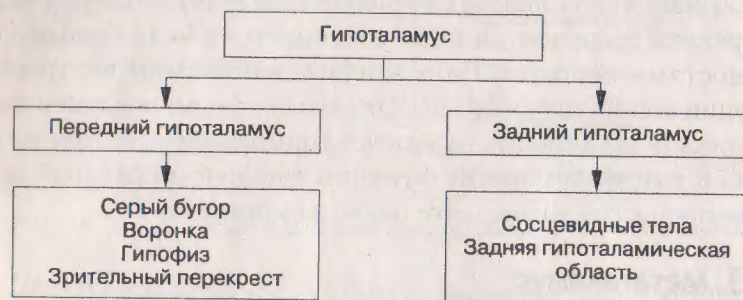 Гипоталамус
Передний гипоталамус
Задний гипоталамус
Серый бугор
Воронка
Гипофиз
Зрительный перекрест
Сосцевидные тела
Задняя гипоталамическая
область